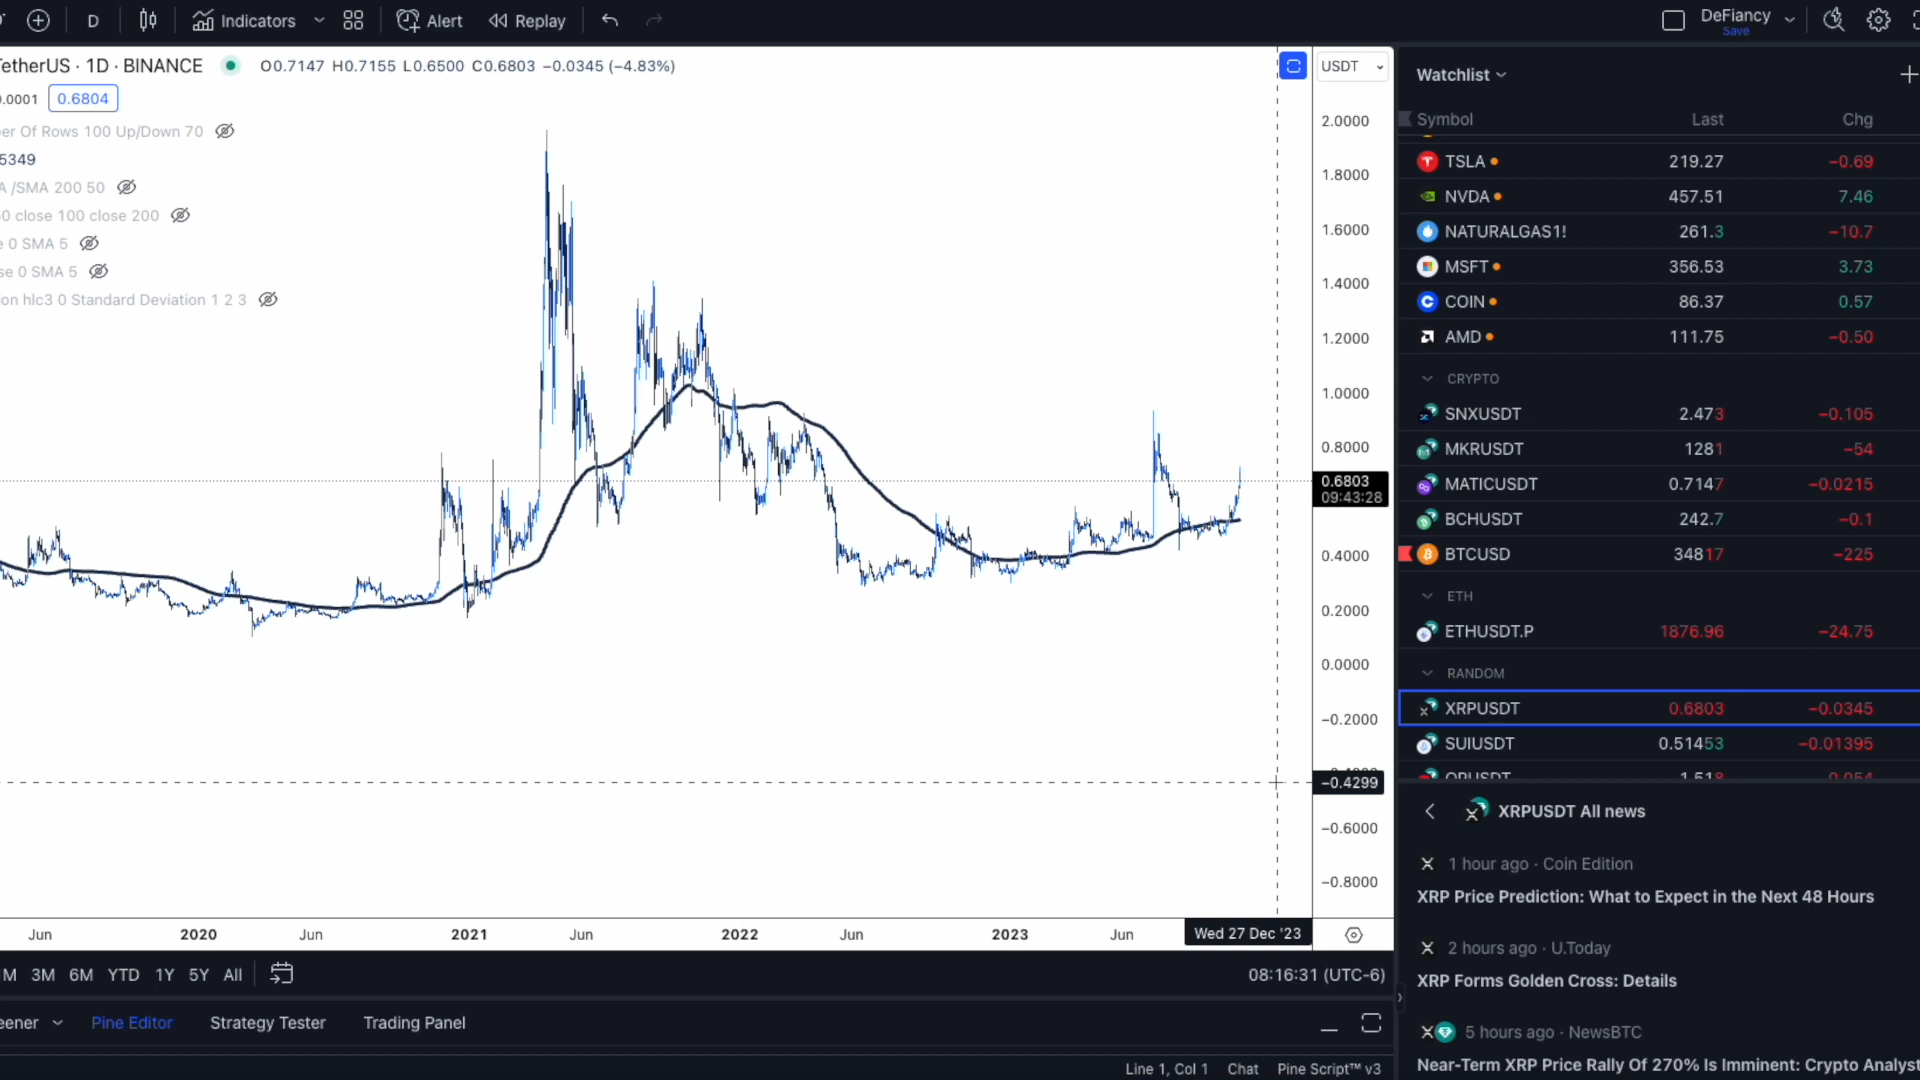 D Indicators Alert Replay DeFiancy
Save
etherUS · 1D · BINANCE O0.7147 H0.7155 L0.6500 C0.6803 −0.0345 (−4.83%) USDT
0.0001 0.6804
er Of Rows 100 Up/Down 70
5349
A /SMA 200 50
0 close 100 close 200
e 0 SMA 5
se 0 SMA 5
on hlc3 0 Standard Deviation 1 2 3
2.0000
1.8000
1.6000
1.4000
1.2000
1.0000
0.8000
0.6803
09:43:28
0.4000
0.2000
0.0000
−0.2000
−0.4299
−0.6000
−0.8000
Jun 2020 Jun 2021 Jun 2022 Jun 2023 Jun Wed 27 Dec '23
1M 3M 6M YTD 1Y 5Y All 08:16:31 (UTC-6)
eener Pine Editor Strategy Tester Trading Panel
Line 1, Col 1 Chat Pine Script™ v3
Watchlist
Symbol Last Chg
TSLA 219.27 −0.69
NVDA 457.51 7.46
NATURALGAS1! 261.3 −10.7
MSFT 356.53 3.73
COIN 86.37 0.57
AMD 111.75 −0.50
CRYPTO
SNXUSDT 2.473 −0.105
MKRUSDT 1281 −54
MATICUSDT 0.7147 −0.0215
BCHUSDT 242.7 −0.1
BTCUSD 34817 −225
ETH
ETHUSDT.P 1876.96 −24.75
RANDOM
XRPUSDT 0.6803 −0.0345
SUIUSDT 0.51453 −0.01395
OPUSDT 1.518 −0.054
XRPUSDT All news
1 hour ago · Coin Edition
XRP Price Prediction: What to Expect in the Next 48 Hours
2 hours ago · U.Today
XRP Forms Golden Cross: Details
5 hours ago · NewsBTC
Near-Term XRP Price Rally Of 270% Is Imminent: Crypto Analyst